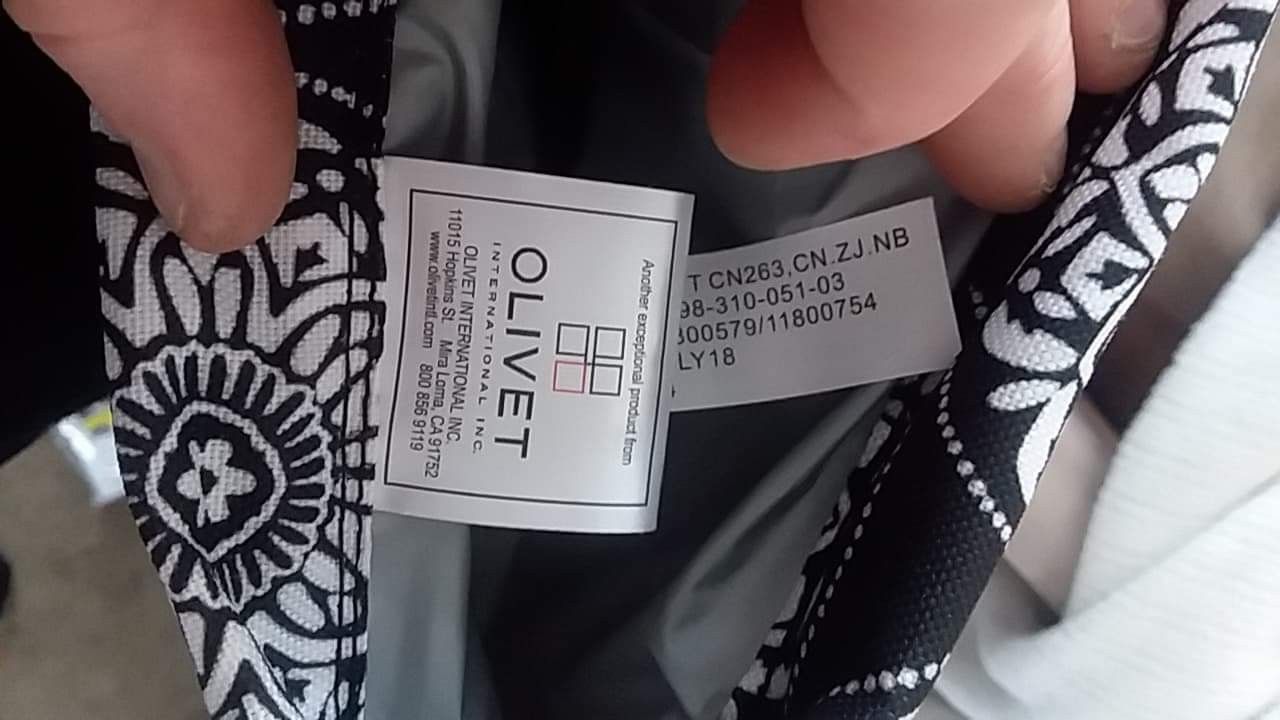 Another exceptional product from
OLIVET
INTERNATIONAL INC.
OLIVET INTERNATIONAL INC.
11015 Hopkins St. Mira Loma, CA 91752
www.olivetintl.com 800 856 9119
T CN263,CN.ZJ.NB
98-310-051-03
300579/11800754
LY18